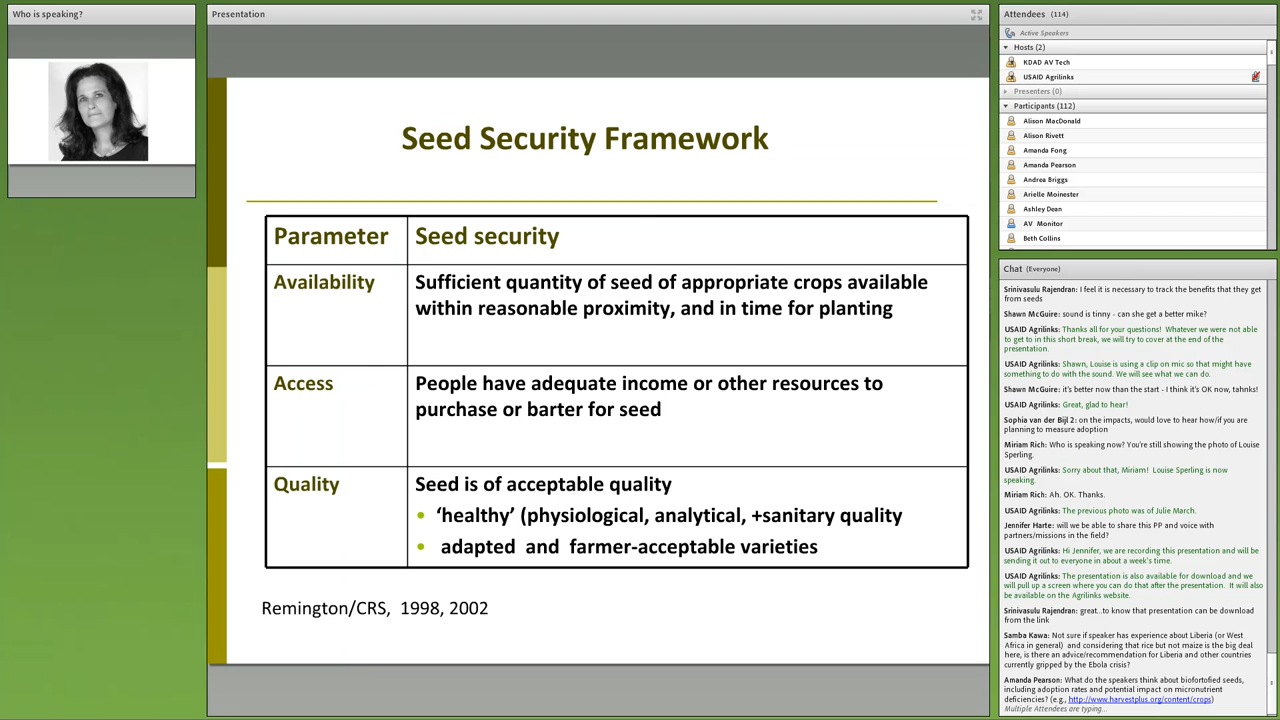 Who is speaking?
Presentation
Seed Security Framework
Parameter Seed security
Availability Sufficient quantity of seed of appropriate crops available
within reasonable proximity, and in time for planting
Access People have adequate income or other resources to
purchase or barter for seed
Quality Seed is of acceptable quality
• ‘healthy’ (physiological, analytical, +sanitary quality
• adapted and farmer-acceptable varieties
Remington/CRS, 1998, 2002
Attendees (114)
Active Speakers
Hosts (2)
KDAD AV Tech
USAID Agrilinks
Presenters (0)
Participants (112)
Alison MacDonald
Alison Rivett
Amanda Fong
Amanda Pearson
Andrea Briggs
Arielle Moinester
Ashley Dean
AV Monitor
Beth Collins
Chat (Everyone)
Srinivasulu Rajendran: I feel it is necessary to track the benefits that they get
from seeds
Shawn McGuire: sound is tinny - can she get a better mike?
USAID Agrilinks: Thanks all for your questions! Whatever we were not able
to get to in this short break, we will try to cover at the end of the
presentation.
USAID Agrilinks: Shawn, Louise is using a clip on mic so that might have
something to do with the sound. We will see what we can do.
Shawn McGuire: it's better now than the start - I think it's OK now, tahnks!
USAID Agrilinks: Great, glad to hear!
Sophia van der Bijl 2: on the impacts, would love to hear how/if you are
planning to measure adoption
Miriam Rich: Who is speaking now? You're still showing the photo of Louise
Sperling.
USAID Agrilinks: Sorry about that, Miriam! Louise Sperling is now
speaking.
Miriam Rich: Ah. OK. Thanks.
USAID Agrilinks: The previous photo was of Julie March.
Jennifer Harte: will we be able to share this PP and voice with
partners/missions in the field?
USAID Agrilinks: Hi Jennifer, we are recording this presentation and will be
sending it out to everyone in about a week's time.
USAID Agrilinks: The presentation is also available for download and we
will pull up a screen where you can do that after the presentation. It will also
be available on the Agrilinks website.
Srinivasulu Rajendran: great...to know that presentation can be download
from the link
Samba Kawa: Not sure if speaker has experience about Liberia (or West
Africa in general) and considering that rice but not maize is the big deal
here, is there an advice/recommendation for Liberia and other countries
currently gripped by the Ebola crisis?
Amanda Pearson: What do the speakers think about biofortofied seeds,
including adoption rates and potential impact on micronutrient
deficiencies? (e.g., http://www.harvestplus.org/content/crops)
Multiple Attendees are typing...